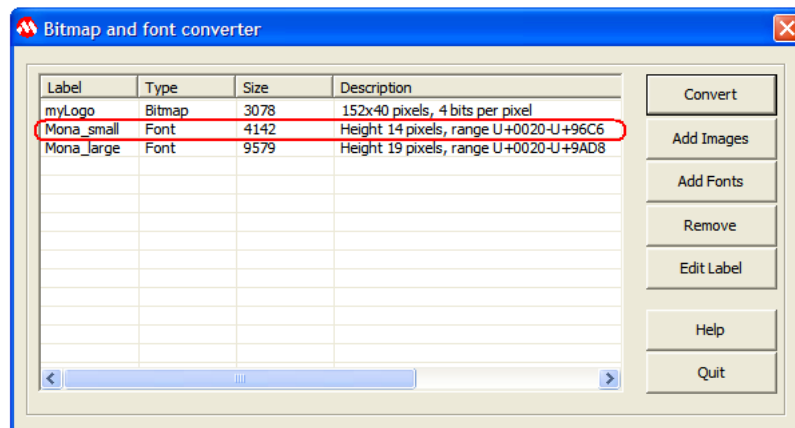 Bitmap and font converter
Label Type Size Description
myLogo Bitmap 3078 152x40 pixels, 4 bits per pixel
Mona_small Font 4142 Height 14 pixels, range U+0020-U+96C6
Mona_large Font 9579 Height 19 pixels, range U+0020-U+9AD8
Convert
Add Images
Add Fonts
Remove
Edit Label
Help
Quit